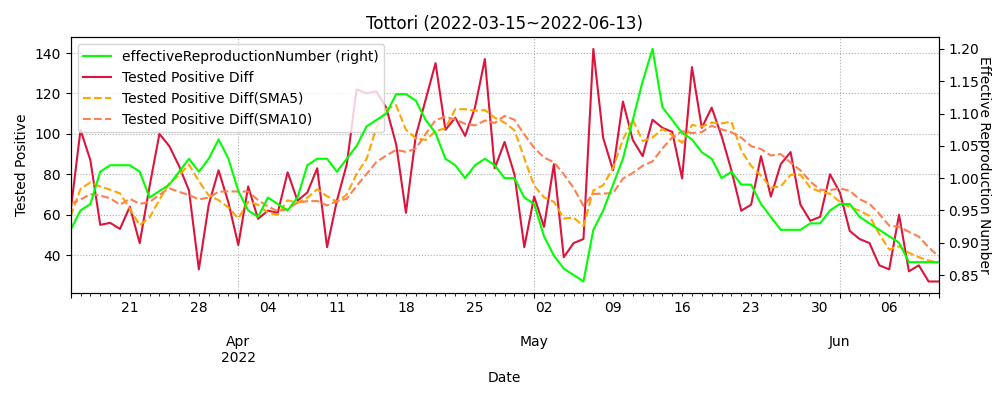 Tottori (2022-03-15~2022-06-13)
effectiveReproductionNumber (right)
Tested Positive Diff
Tested Positive Diff(SMA5)
Tested Positive Diff(SMA10)
Tested Positive
140
120
100
80
60
40
1.20
1.15
1.10
1.05
1.00
0.95
0.90
0.85
Effective Reproduction Number
21
28
04
11
18
25
02
09
16
23
30
06
Apr
2022
May
Jun
Date